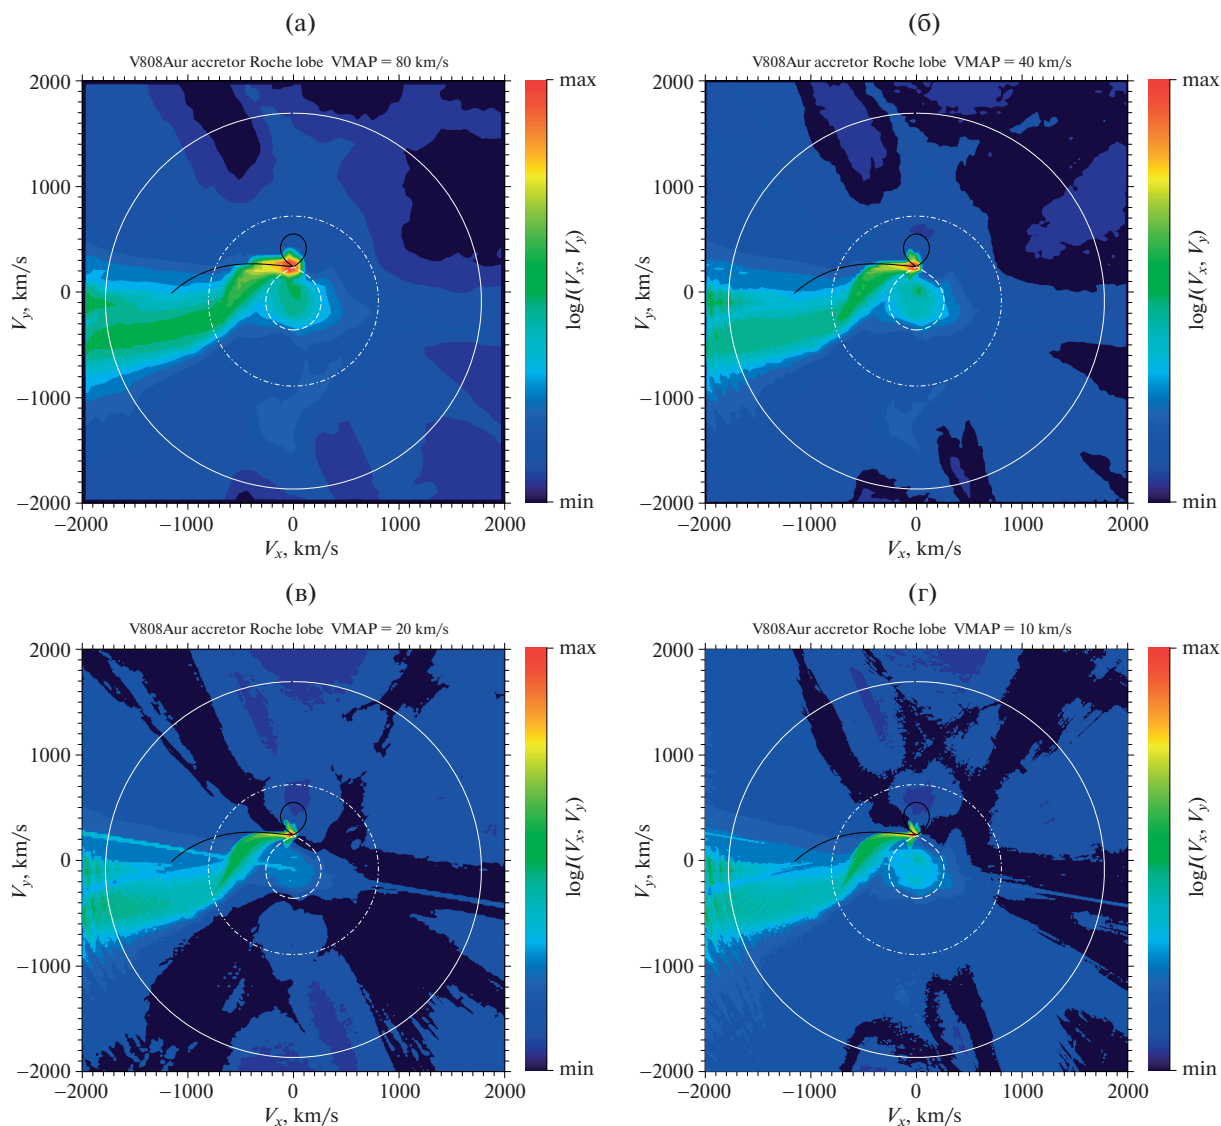 (а)
V808Aur accretor Roche lobe VMAP = 80 km/s
2000
1000
0
−1000
−2000
V_y, km/s
−2000 −1000 0 1000 2000
V_x, km/s
max
logI(V_x, V_y)
min
(б)
V808Aur accretor Roche lobe VMAP = 40 km/s
2000
1000
0
−1000
−2000
V_y, km/s
−2000 −1000 0 1000 2000
V_x, km/s
max
logI(V_x, V_y)
min
(в)
V808Aur accretor Roche lobe VMAP = 20 km/s
2000
1000
0
−1000
−2000
V_y, km/s
−2000 −1000 0 1000 2000
V_x, km/s
max
logI(V_x, V_y)
min
(г)
V808Aur accretor Roche lobe VMAP = 10 km/s
2000
1000
0
−1000
−2000
V_y, km/s
−2000 −1000 0 1000 2000
V_x, km/s
max
logI(V_x, V_y)
min